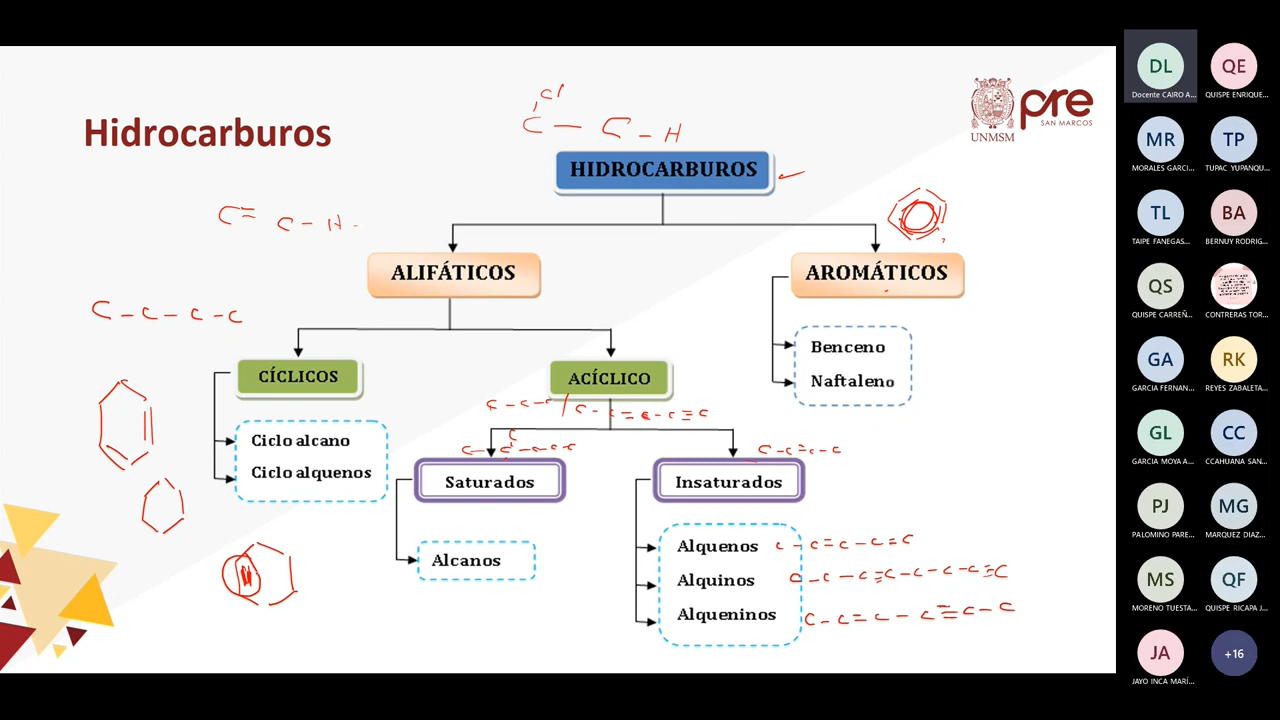 Hidrocarburos
UNMSM
pre
SAN MARCOS
Cl
C — C — H
HIDROCARBUROS
C = C - H
ALIFÁTICOS
AROMÁTICOS
C - C - C - C
Benceno
Naftaleno
CÍCLICOS
ACÍCLICO
C - C - C / C - C = C - C ≡ C
Ciclo alcano
Ciclo alquenos
C
C - C - C - C - C
C - C = C - C
Saturados
Insaturados
Alcanos
Alquenos C - C = C - C = C
Alquinos C - C - C ≡ C - C - C - C ≡ C
Alqueninos C - C = C - C ≡ C - C
DL
Docente CAIRO A...
QE
QUISPE ENRIQUE...
MR
MORALES GARCI...
TP
TUPAC YUPANQU...
TL
TAIPE FANEGAS...
BA
BERNUY RODRIG...
QS
QUISPE CARREÑ...
CONTRERAS TOR...
GA
GARCIA FERNAN...
RK
REYES ZABALETA...
GL
GARCIA MOYA A...
CC
CCAHUANA SAN...
PJ
PALOMINO PARE...
MG
MARQUEZ DIAZ...
MS
MORENO TUESTA...
QF
QUISPE RICAPA J...
JA
JAYO INCA MARÍ...
+16